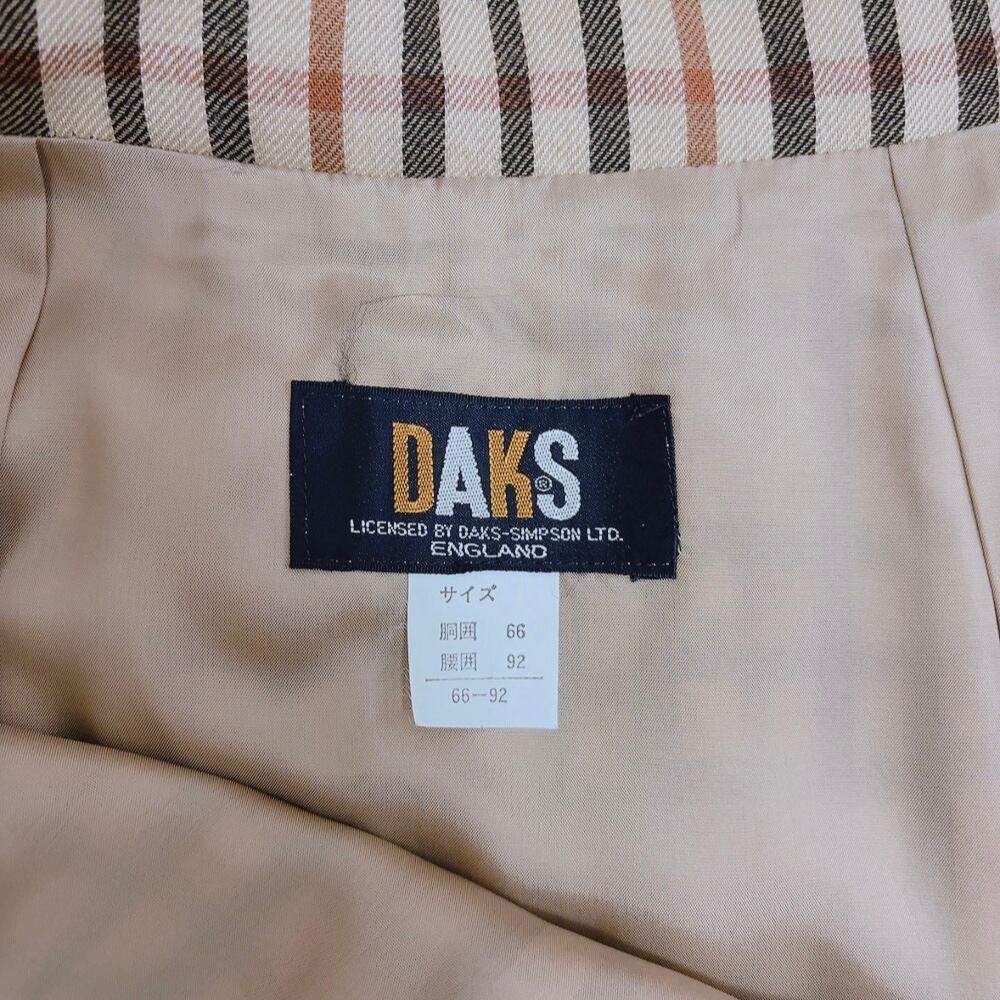 DAKS®
LICENSED BY DAKS-SIMPSON LTD.
ENGLAND
サイズ
胴囲 66
腰囲 92
66-92